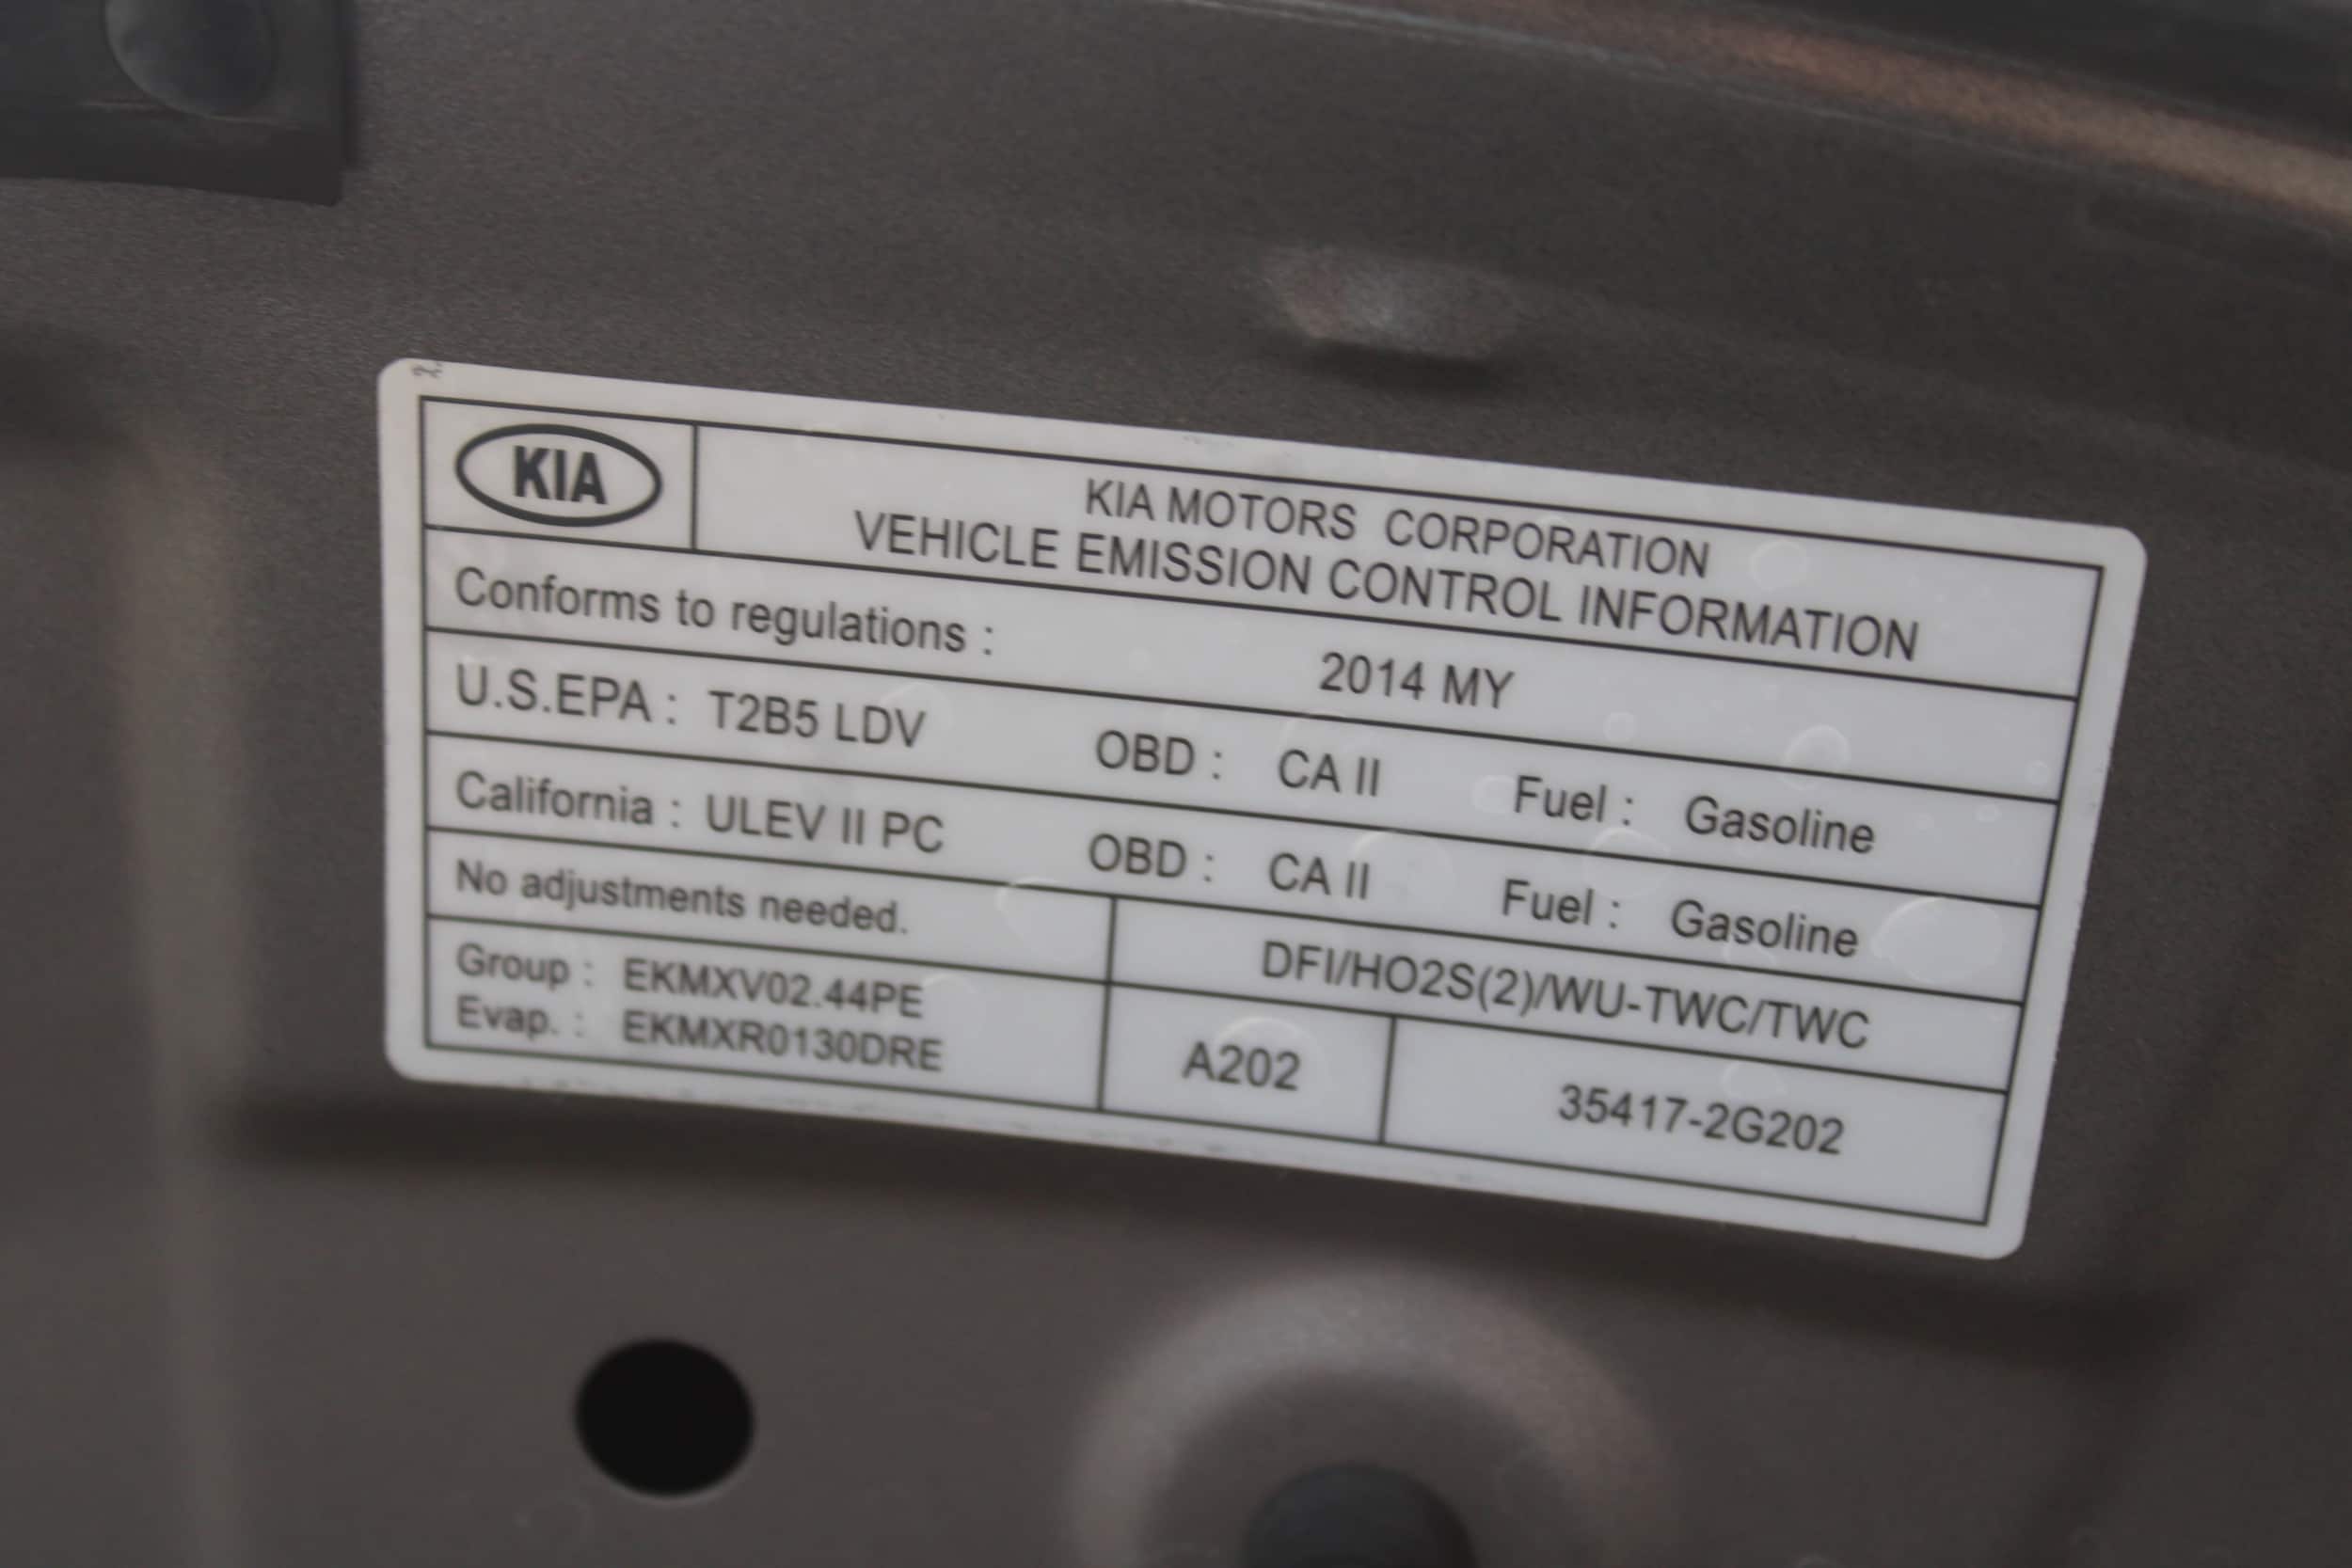 KIA
KIA MOTORS CORPORATION
VEHICLE EMISSION CONTROL INFORMATION
Conforms to regulations : 2014 MY
U.S.EPA : T2B5 LDV OBD : CA II Fuel : Gasoline
California : ULEV II PC OBD : CA II Fuel : Gasoline
No adjustments needed. DFI/HO2S(2)/WU-TWC/TWC
Group : EKMXV02.44PE
Evap. : EKMXR0130DRE
A202 35417-2G202